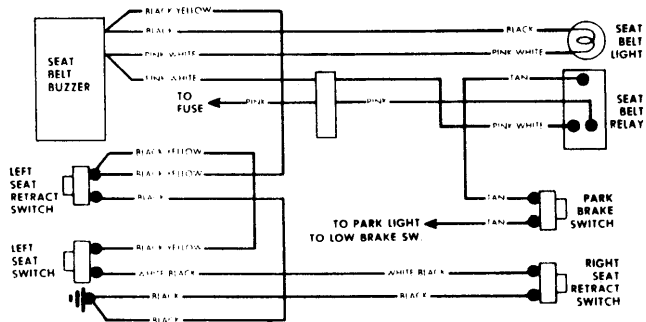 BLACK YELLOW
BLACK
BLACK
SEAT
BELT
LIGHT
PINK WHITE
PINK WHITE
SEAT
BELT
BUZZER
PINK WHITE
TAN
TO
FUSE
PINK
PINK
SEAT
BELT
RELAY
PINK WHITE
BLACK YELLOW
LEFT
SEAT
RETRACT
SWITCH
BLACK YELLOW
BLACK
TAN
PARK
BRAKE
SWITCH
TO PARK LIGHT
TO LOW BRAKE SW.
TAN
LEFT
SEAT
SWITCH
BLACK YELLOW
WHITE BLACK
WHITE BLACK
RIGHT
SEAT
RETRACT
SWITCH
BLACK
BLACK
BLACK